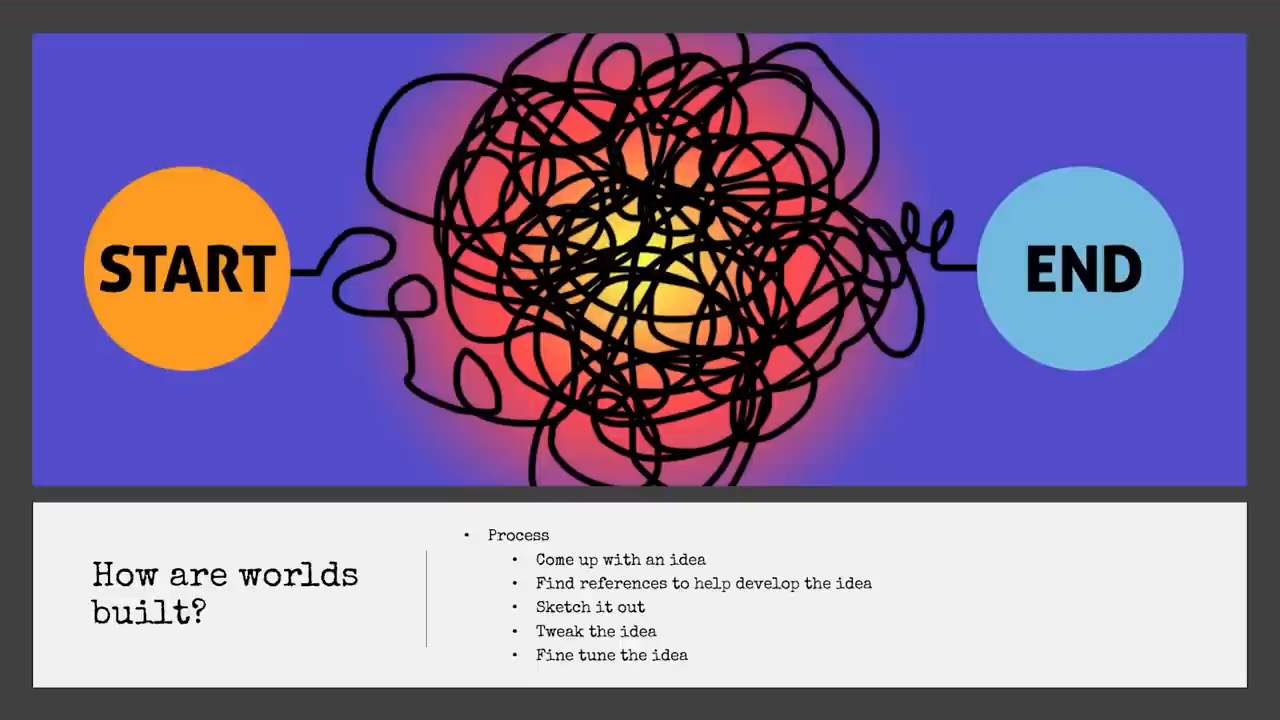 START
END
How are worlds
built?
• Process
• Come up with an idea
• Find references to help develop the idea
• Sketch it out
• Tweak the idea
• Fine tune the idea